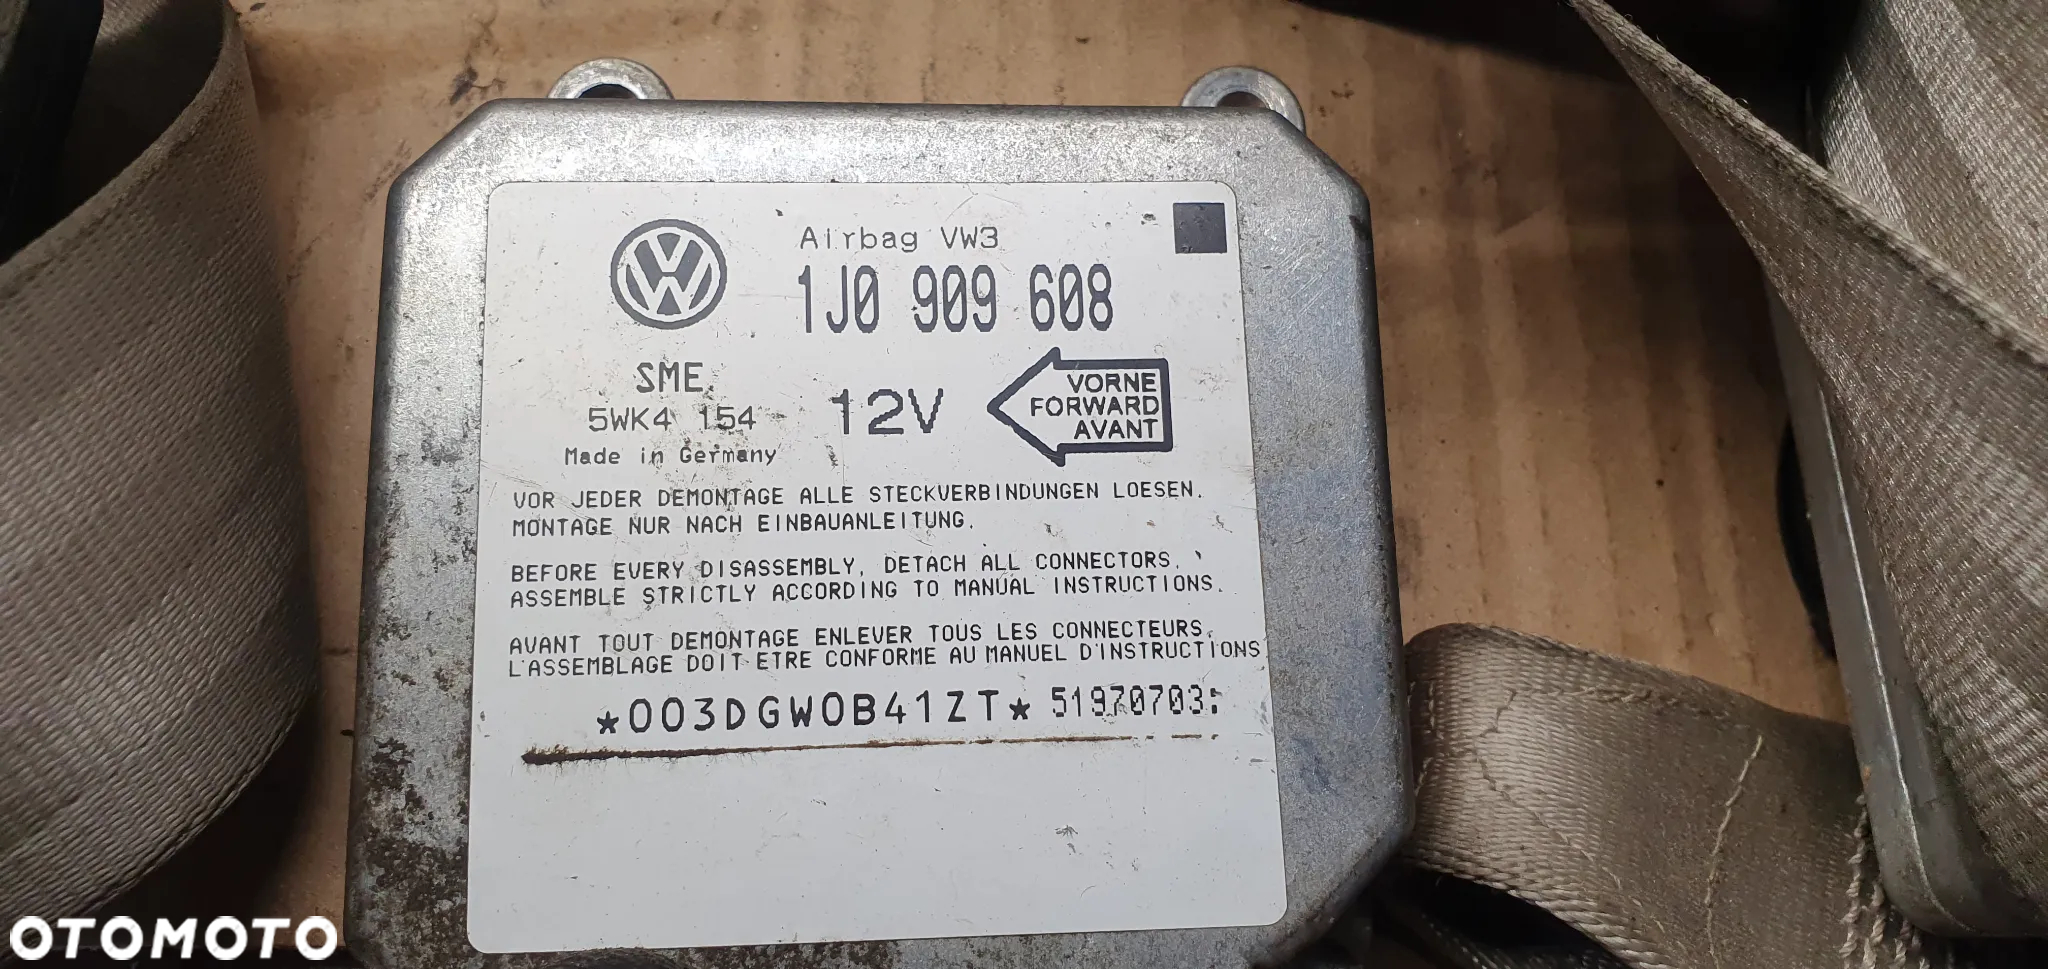 Airbag VW3
1J0 909 608
SME
5WK4 154
Made in Germany
12V
VORNE
FORWARD
AVANT
VOR JEDER DEMONTAGE ALLE STECKVERBINDUNGEN LOESEN.
MONTAGE NUR NACH EINBAUANLEITUNG.
BEFORE EVERY DISASSEMBLY, DETACH ALL CONNECTORS.
ASSEMBLE STRICTLY ACCORDING TO MANUAL INSTRUCTIONS.
AVANT TOUT DEMONTAGE ENLEVER TOUS LES CONNECTEURS.
L'ASSEMBLAGE DOIT ETRE CONFORME AU MANUEL D'INSTRUCTIONS
*003DGW0B41ZT* 51970703:
OTOMOTO